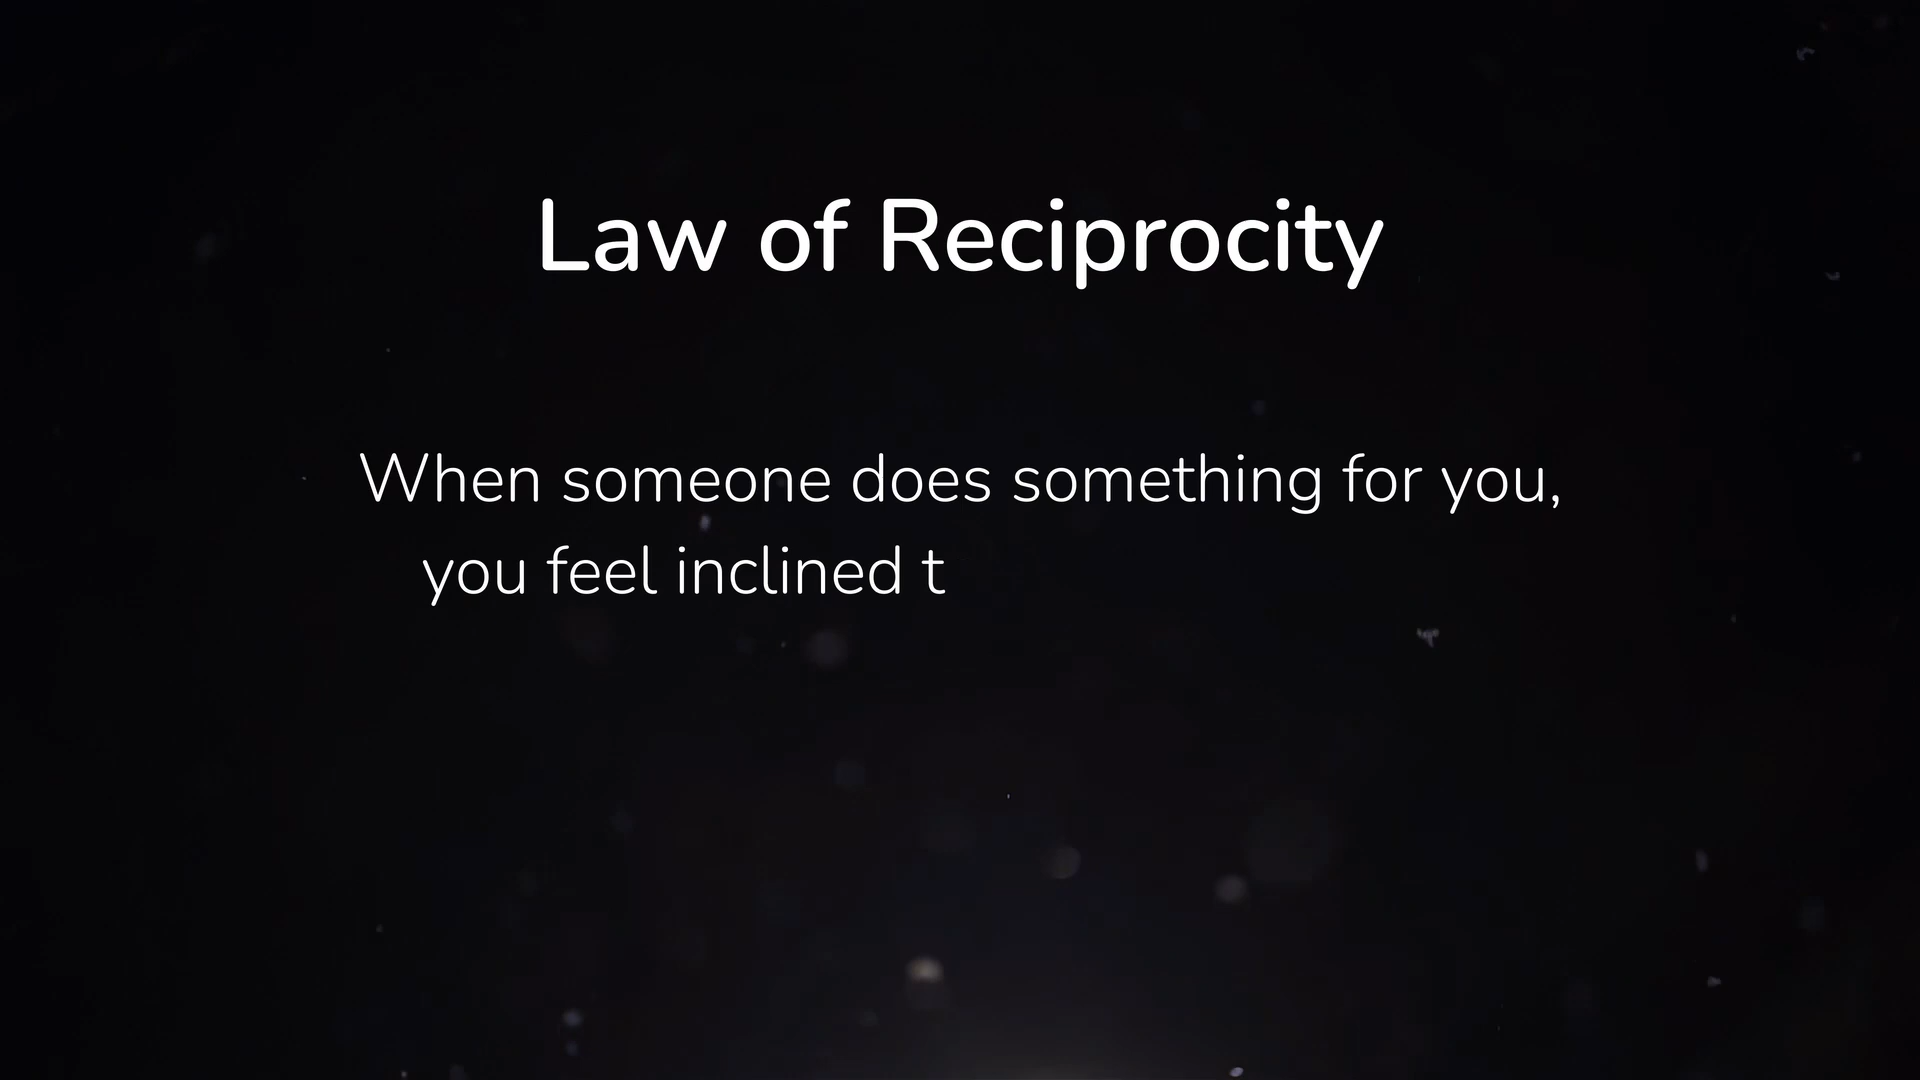 Law of Reciprocity
When someone does something for you,
you feel inclined t